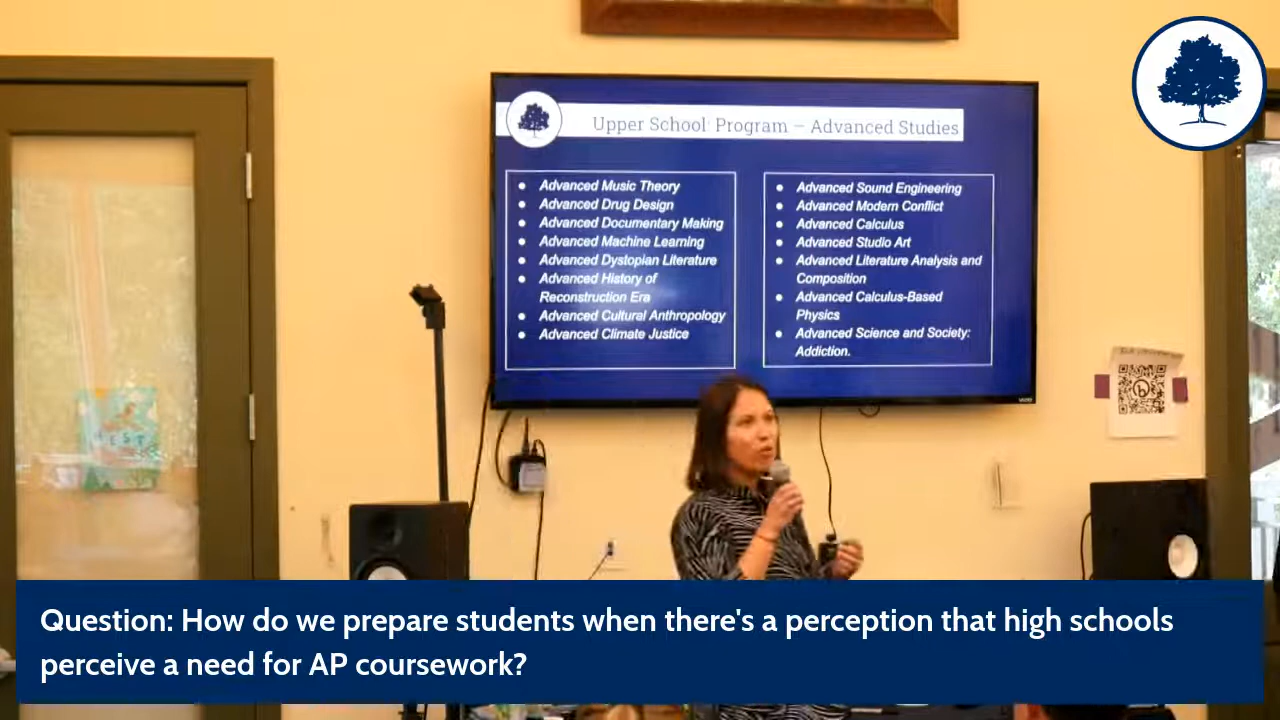 Upper School Program – Advanced Studies
Advanced Music Theory
Advanced Drug Design
Advanced Documentary Making
Advanced Machine Learning
Advanced Dystopian Literature
Advanced History of
Reconstruction Era
Advanced Cultural Anthropology
Advanced Climate Justice
Advanced Sound Engineering
Advanced Modern Conflict
Advanced Calculus
Advanced Studio Art
Advanced Literature Analysis and
Composition
Advanced Calculus-Based
Physics
Advanced Science and Society:
Addiction.
Question: How do we prepare students when there's a perception that high schools
perceive a need for AP coursework?